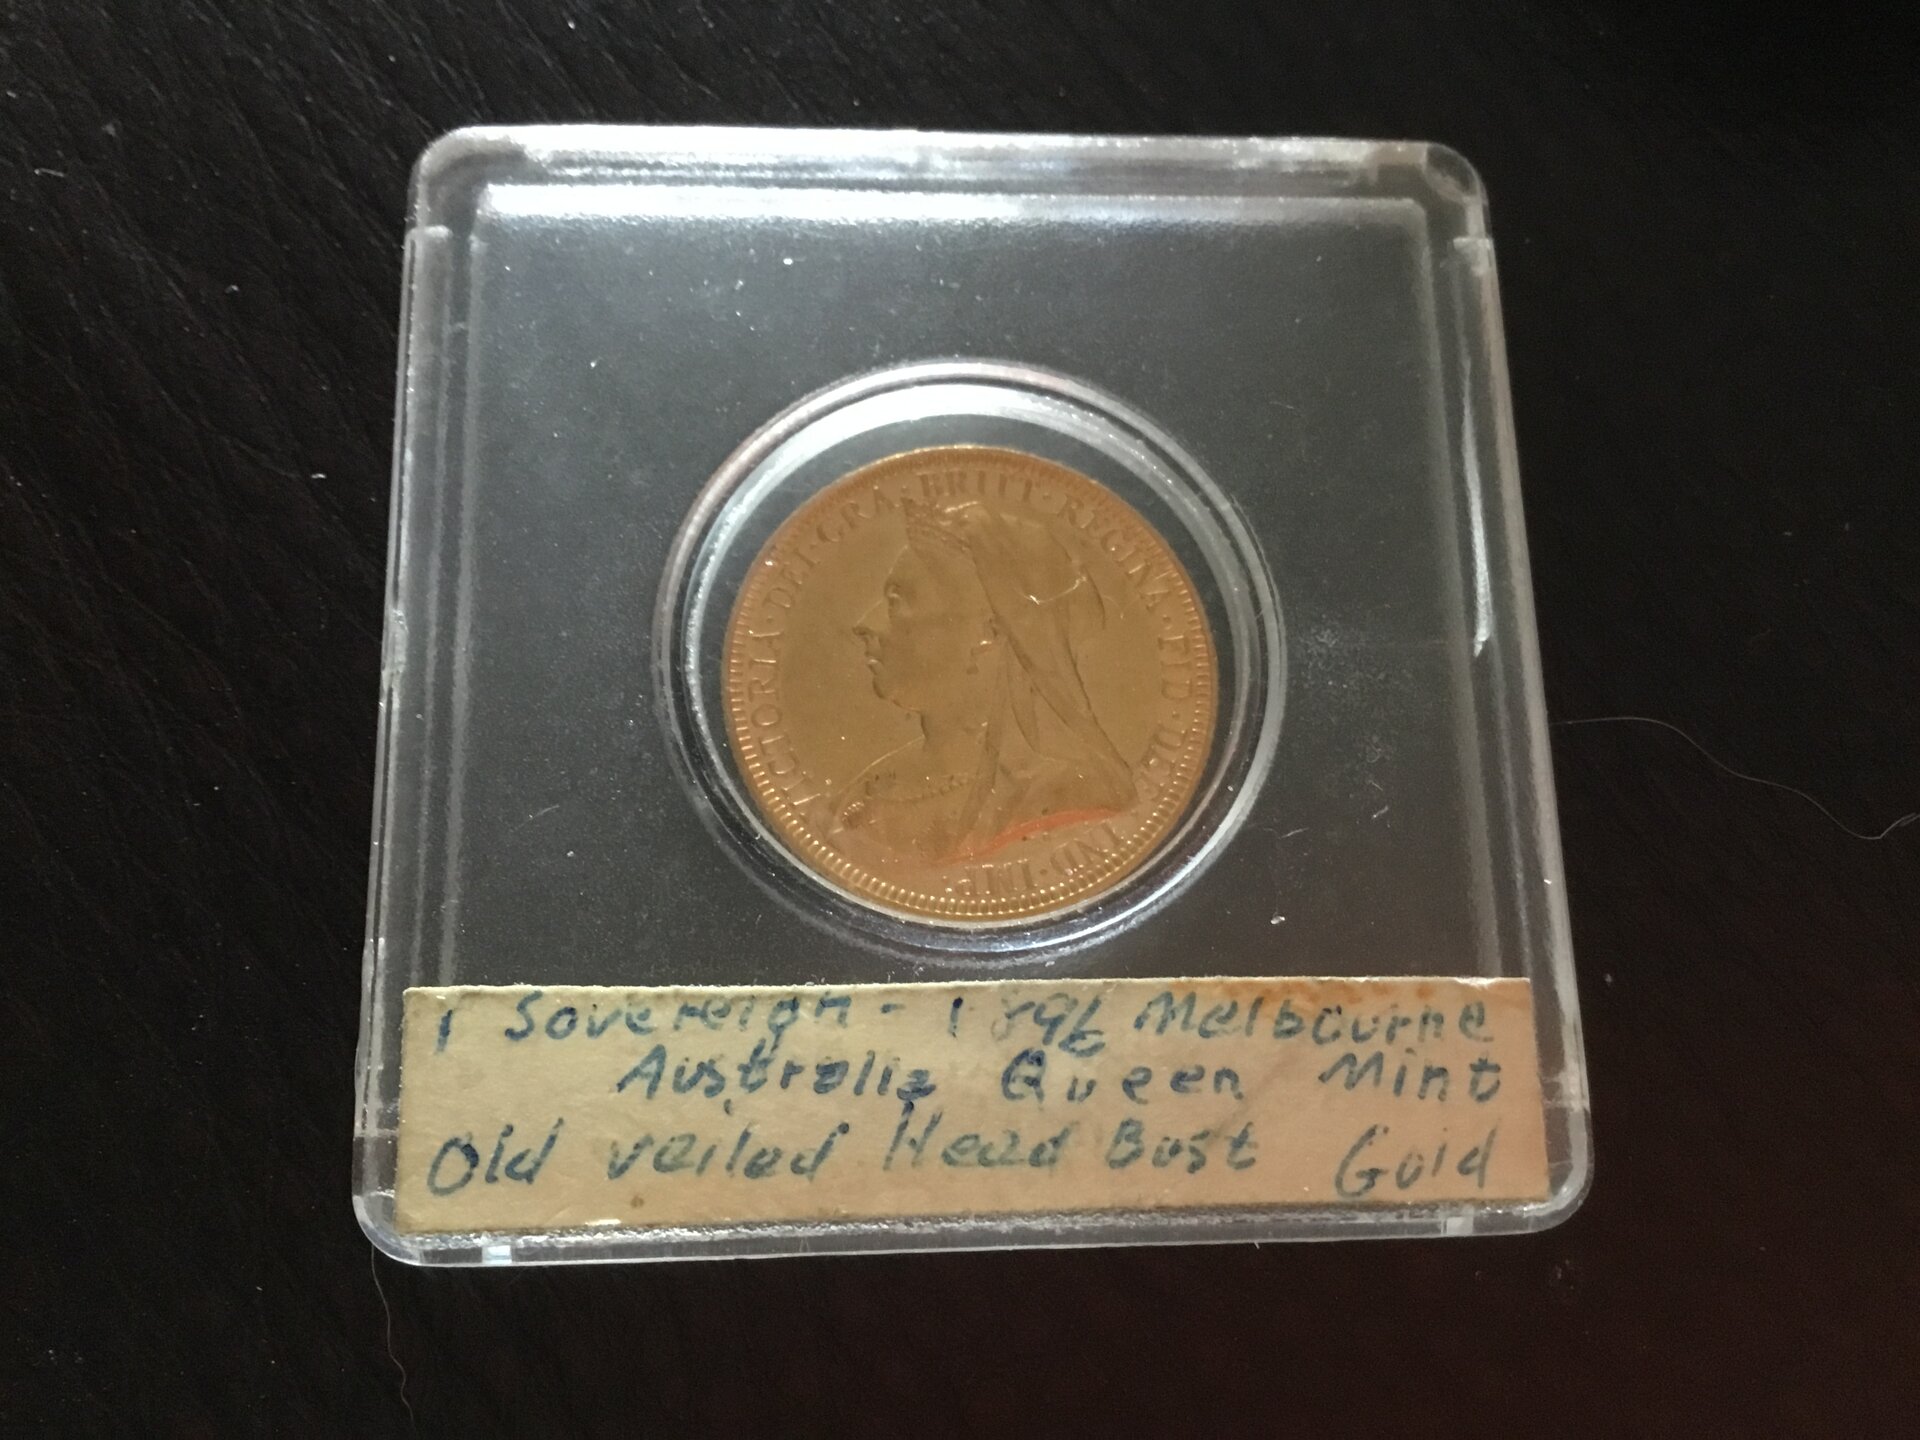 VICTORIA · DEI · GRA · BRITT · REGINA · FID · DEF · IND · IMP ·
1 Sovereign - 1896 Melbourne
Australia Queen Mint
Old veiled Head Bust Gold